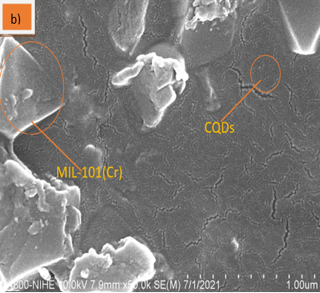 b)
CQDs
MIL-101(Cr)
800-NIHE 10.0kV 7.9mm x50.0k SE(M) 7/1/2021 1.00um